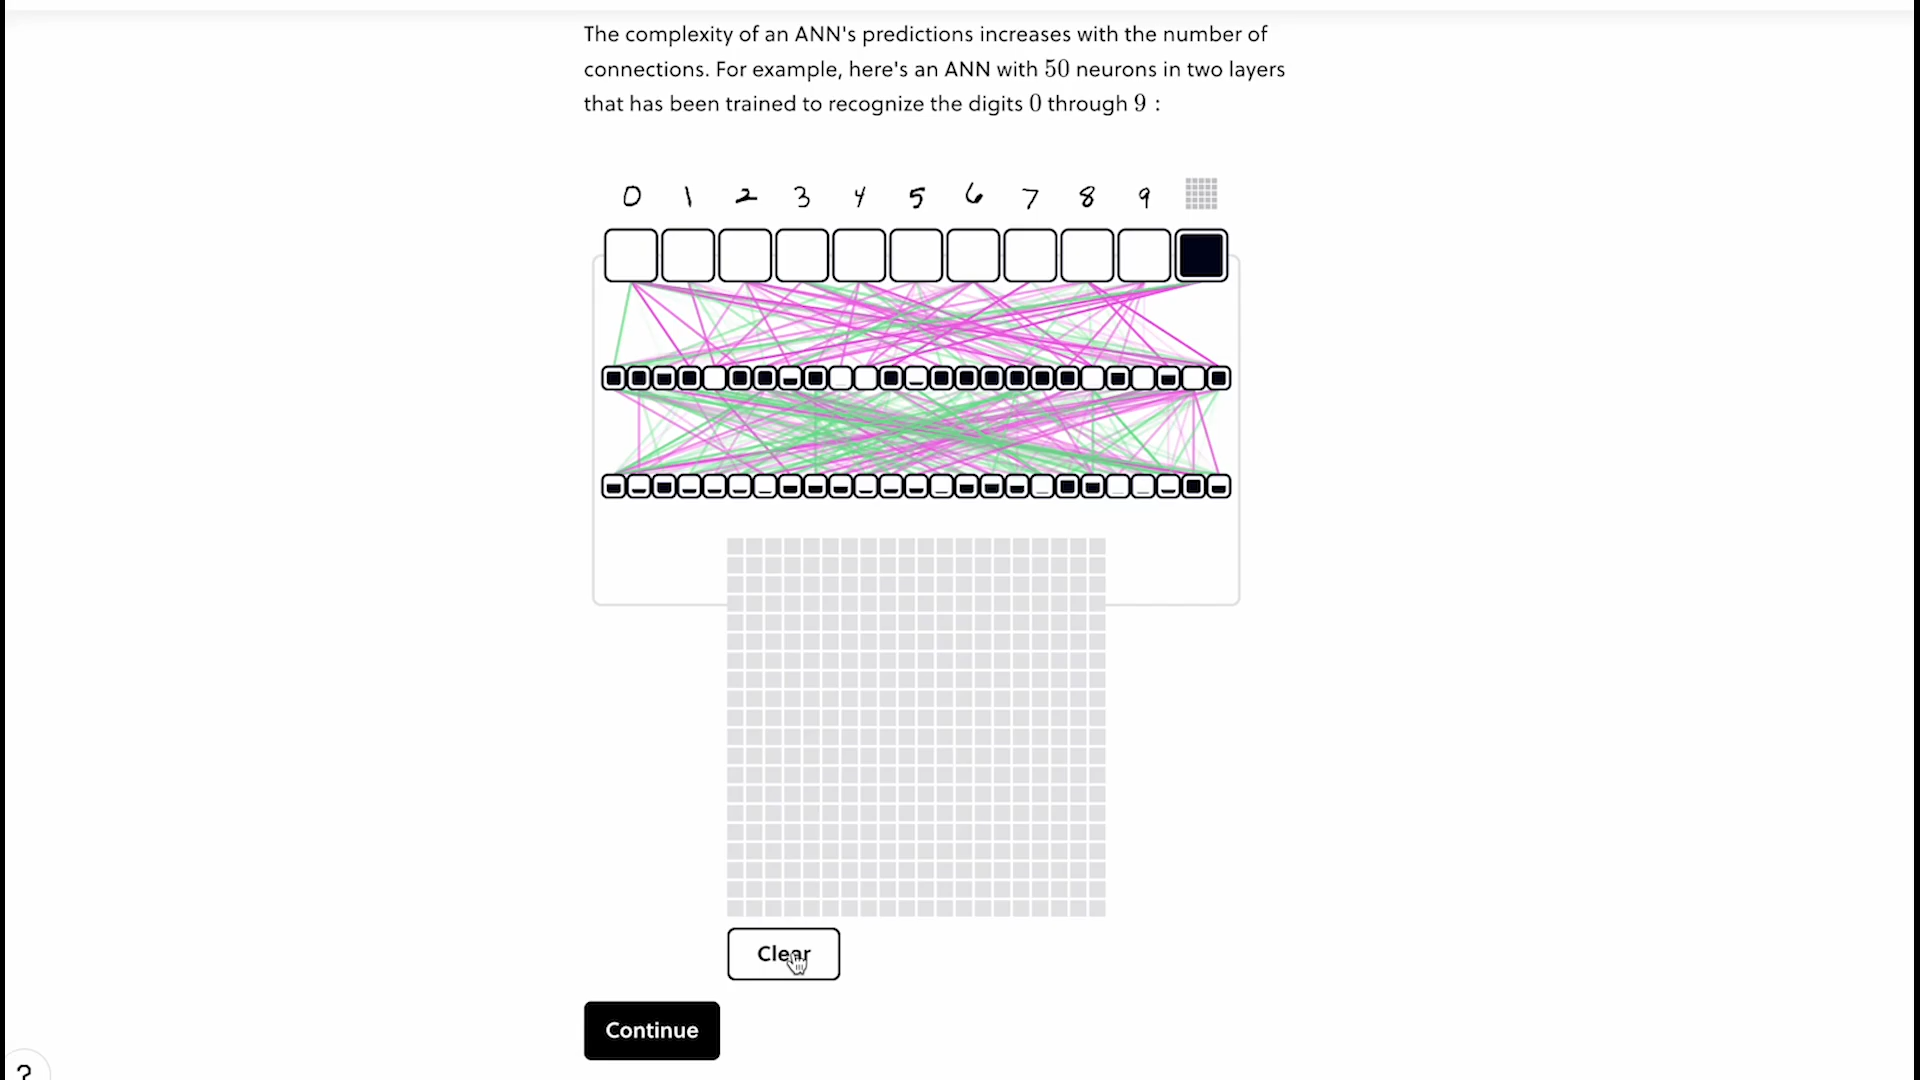 The complexity of an ANN's predictions increases with the number of
connections. For example, here's an ANN with 50 neurons in two layers
that has been trained to recognize the digits 0 through 9 :
0 1 2 3 4 5 6 7 8 9
Clear
Continue
?